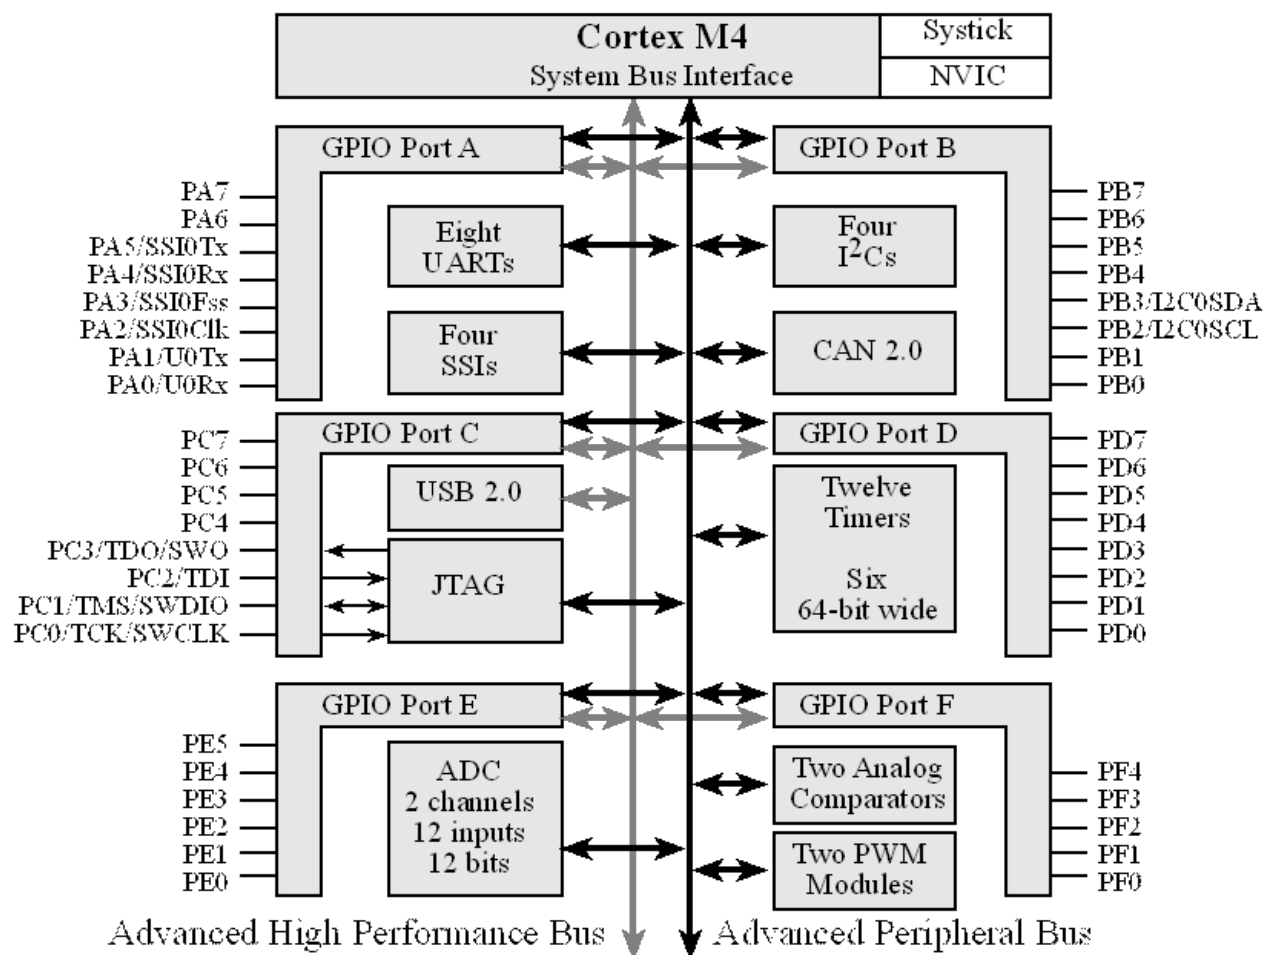 Cortex M4
System Bus Interface
Systick
NVIC
GPIO Port A
PA7
PA6
PA5/SSI0Tx
PA4/SSI0Rx
PA3/SSI0Fss
PA2/SSI0Clk
PA1/U0Tx
PA0/U0Rx
Eight
UARTs
Four
SSIs
GPIO Port B
PB7
PB6
PB5
PB4
PB3/I2C0SDA
PB2/I2C0SCL
PB1
PB0
Four
I2Cs
CAN 2.0
GPIO Port C
PC7
PC6
PC5
PC4
PC3/TDO/SWO
PC2/TDI
PC1/TMS/SWDIO
PC0/TCK/SWCLK
USB 2.0
JTAG
GPIO Port D
PD7
PD6
PD5
PD4
PD3
PD2
PD1
PD0
Twelve
Timers
Six
64-bit wide
GPIO Port E
PE5
PE4
PE3
PE2
PE1
PE0
ADC
2 channels
12 inputs
12 bits
GPIO Port F
PF4
PF3
PF2
PF1
PF0
Two Analog
Comparators
Two PWM
Modules
Advanced High Performance Bus
Advanced Peripheral Bus